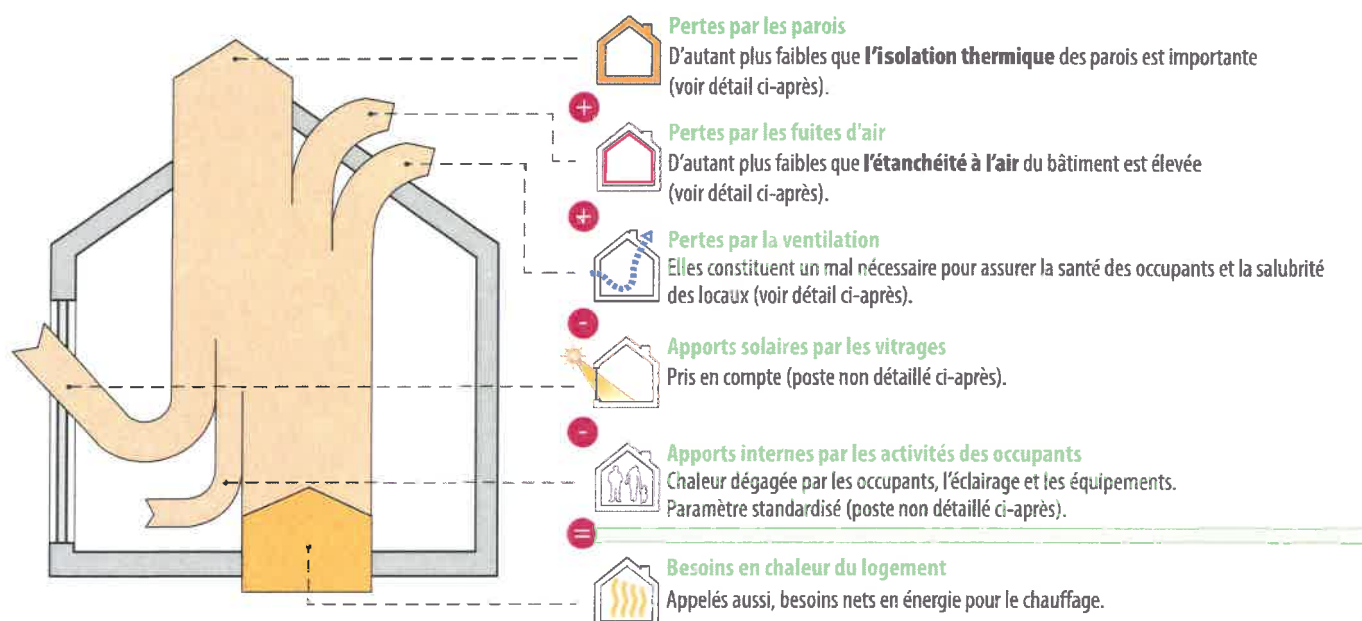 Pertes par les parois
D'autant plus faibles que l'isolation thermique des parois est importante
(voir détail ci-après).
+
Pertes par les fuites d'air
D'autant plus faibles que l'étanchéité à l'air du bâtiment est élevée
(voir détail ci-après).
+
Pertes par la ventilation
Elles constituent un mal nécessaire pour assurer la santé des occupants et la salubrité
des locaux (voir détail ci-après).
-
Apports solaires par les vitrages
Pris en compte (poste non détaillé ci-après).
-
Apports internes par les activités des occupants
Chaleur dégagée par les occupants, l'éclairage et les équipements.
Paramètre standardisé (poste non détaillé ci-après).
=
Besoins en chaleur du logement
Appelés aussi, besoins nets en énergie pour le chauffage.